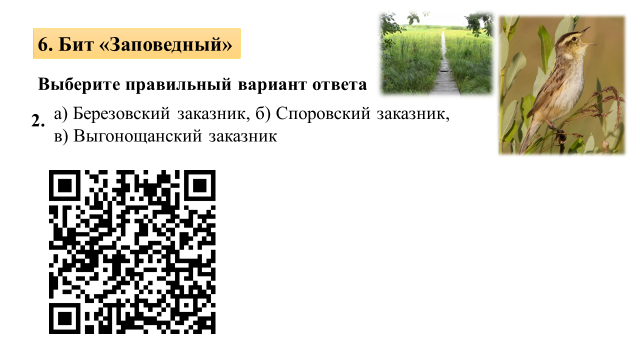 6. Бит «Заповедный»
Выберите правильный вариант ответа
2. а) Березовский заказник, б) Споровский заказник,
в) Выгонощанский заказник